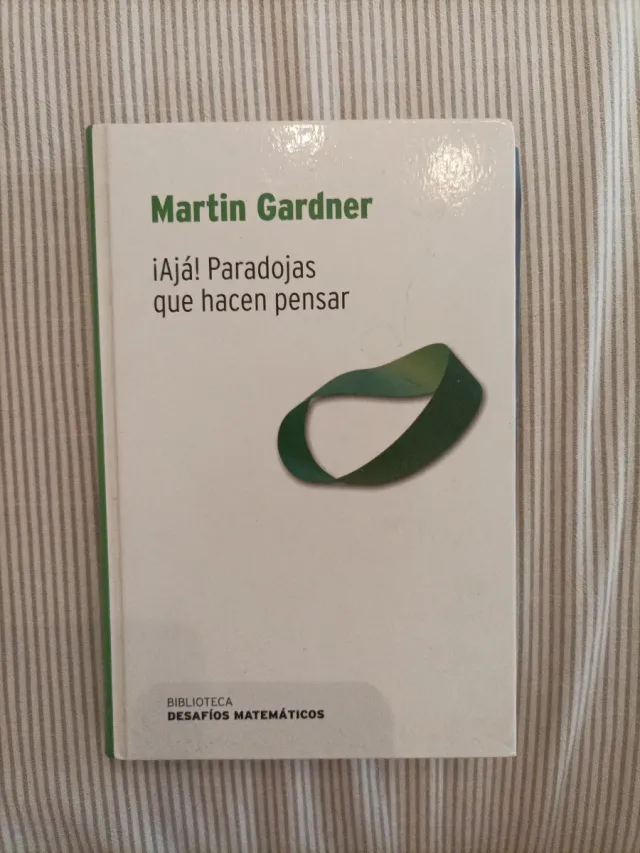 Martin Gardner
¡Ajá! Paradojas
que hacen pensar
BIBLIOTECA
DESAFÍOS MATEMÁTICOS